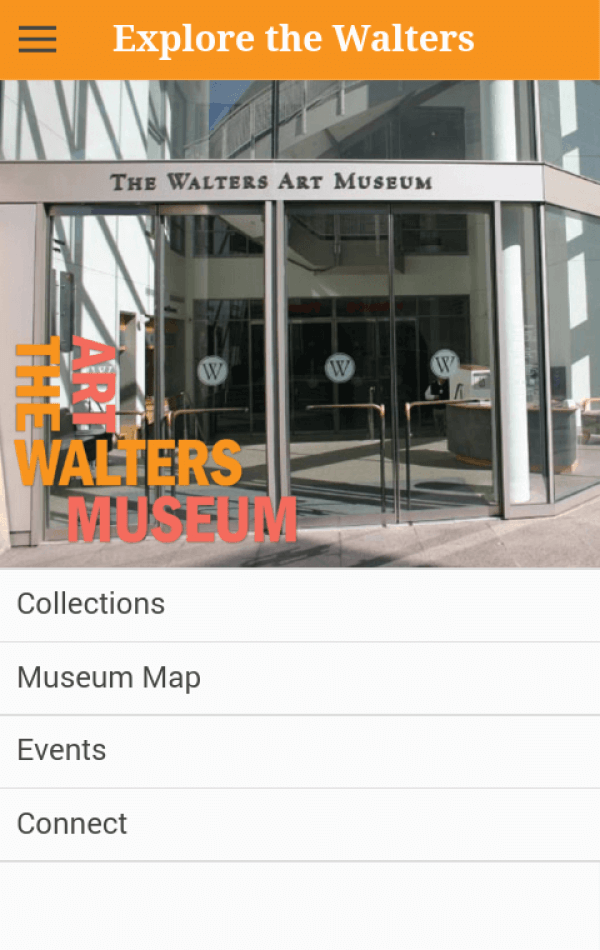 Explore the Walters
THE WALTERS ART MUSEUM
W
W
W
THE
ART
WALTERS
MUSEUM
Collections
Museum Map
Events
Connect